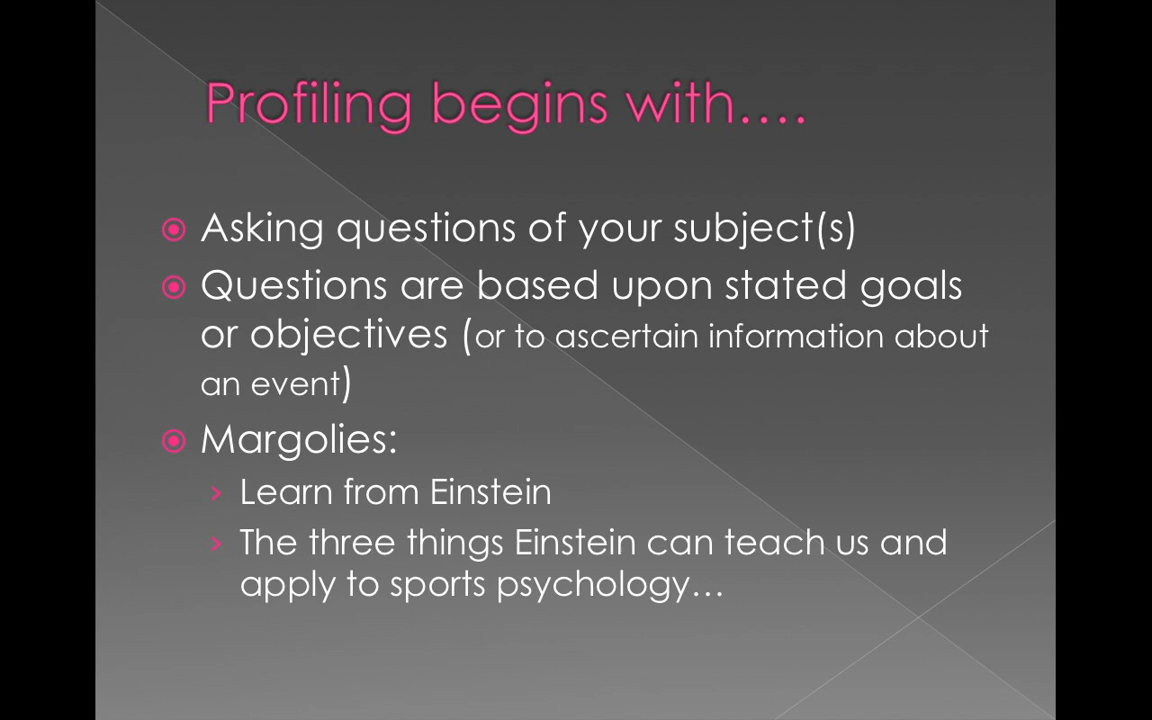 Profiling begins with....
Asking questions of your subject(s)
Questions are based upon stated goals
or objectives (or to ascertain information about
an event)
Margolies:
Learn from Einstein
The three things Einstein can teach us and
apply to sports psychology…